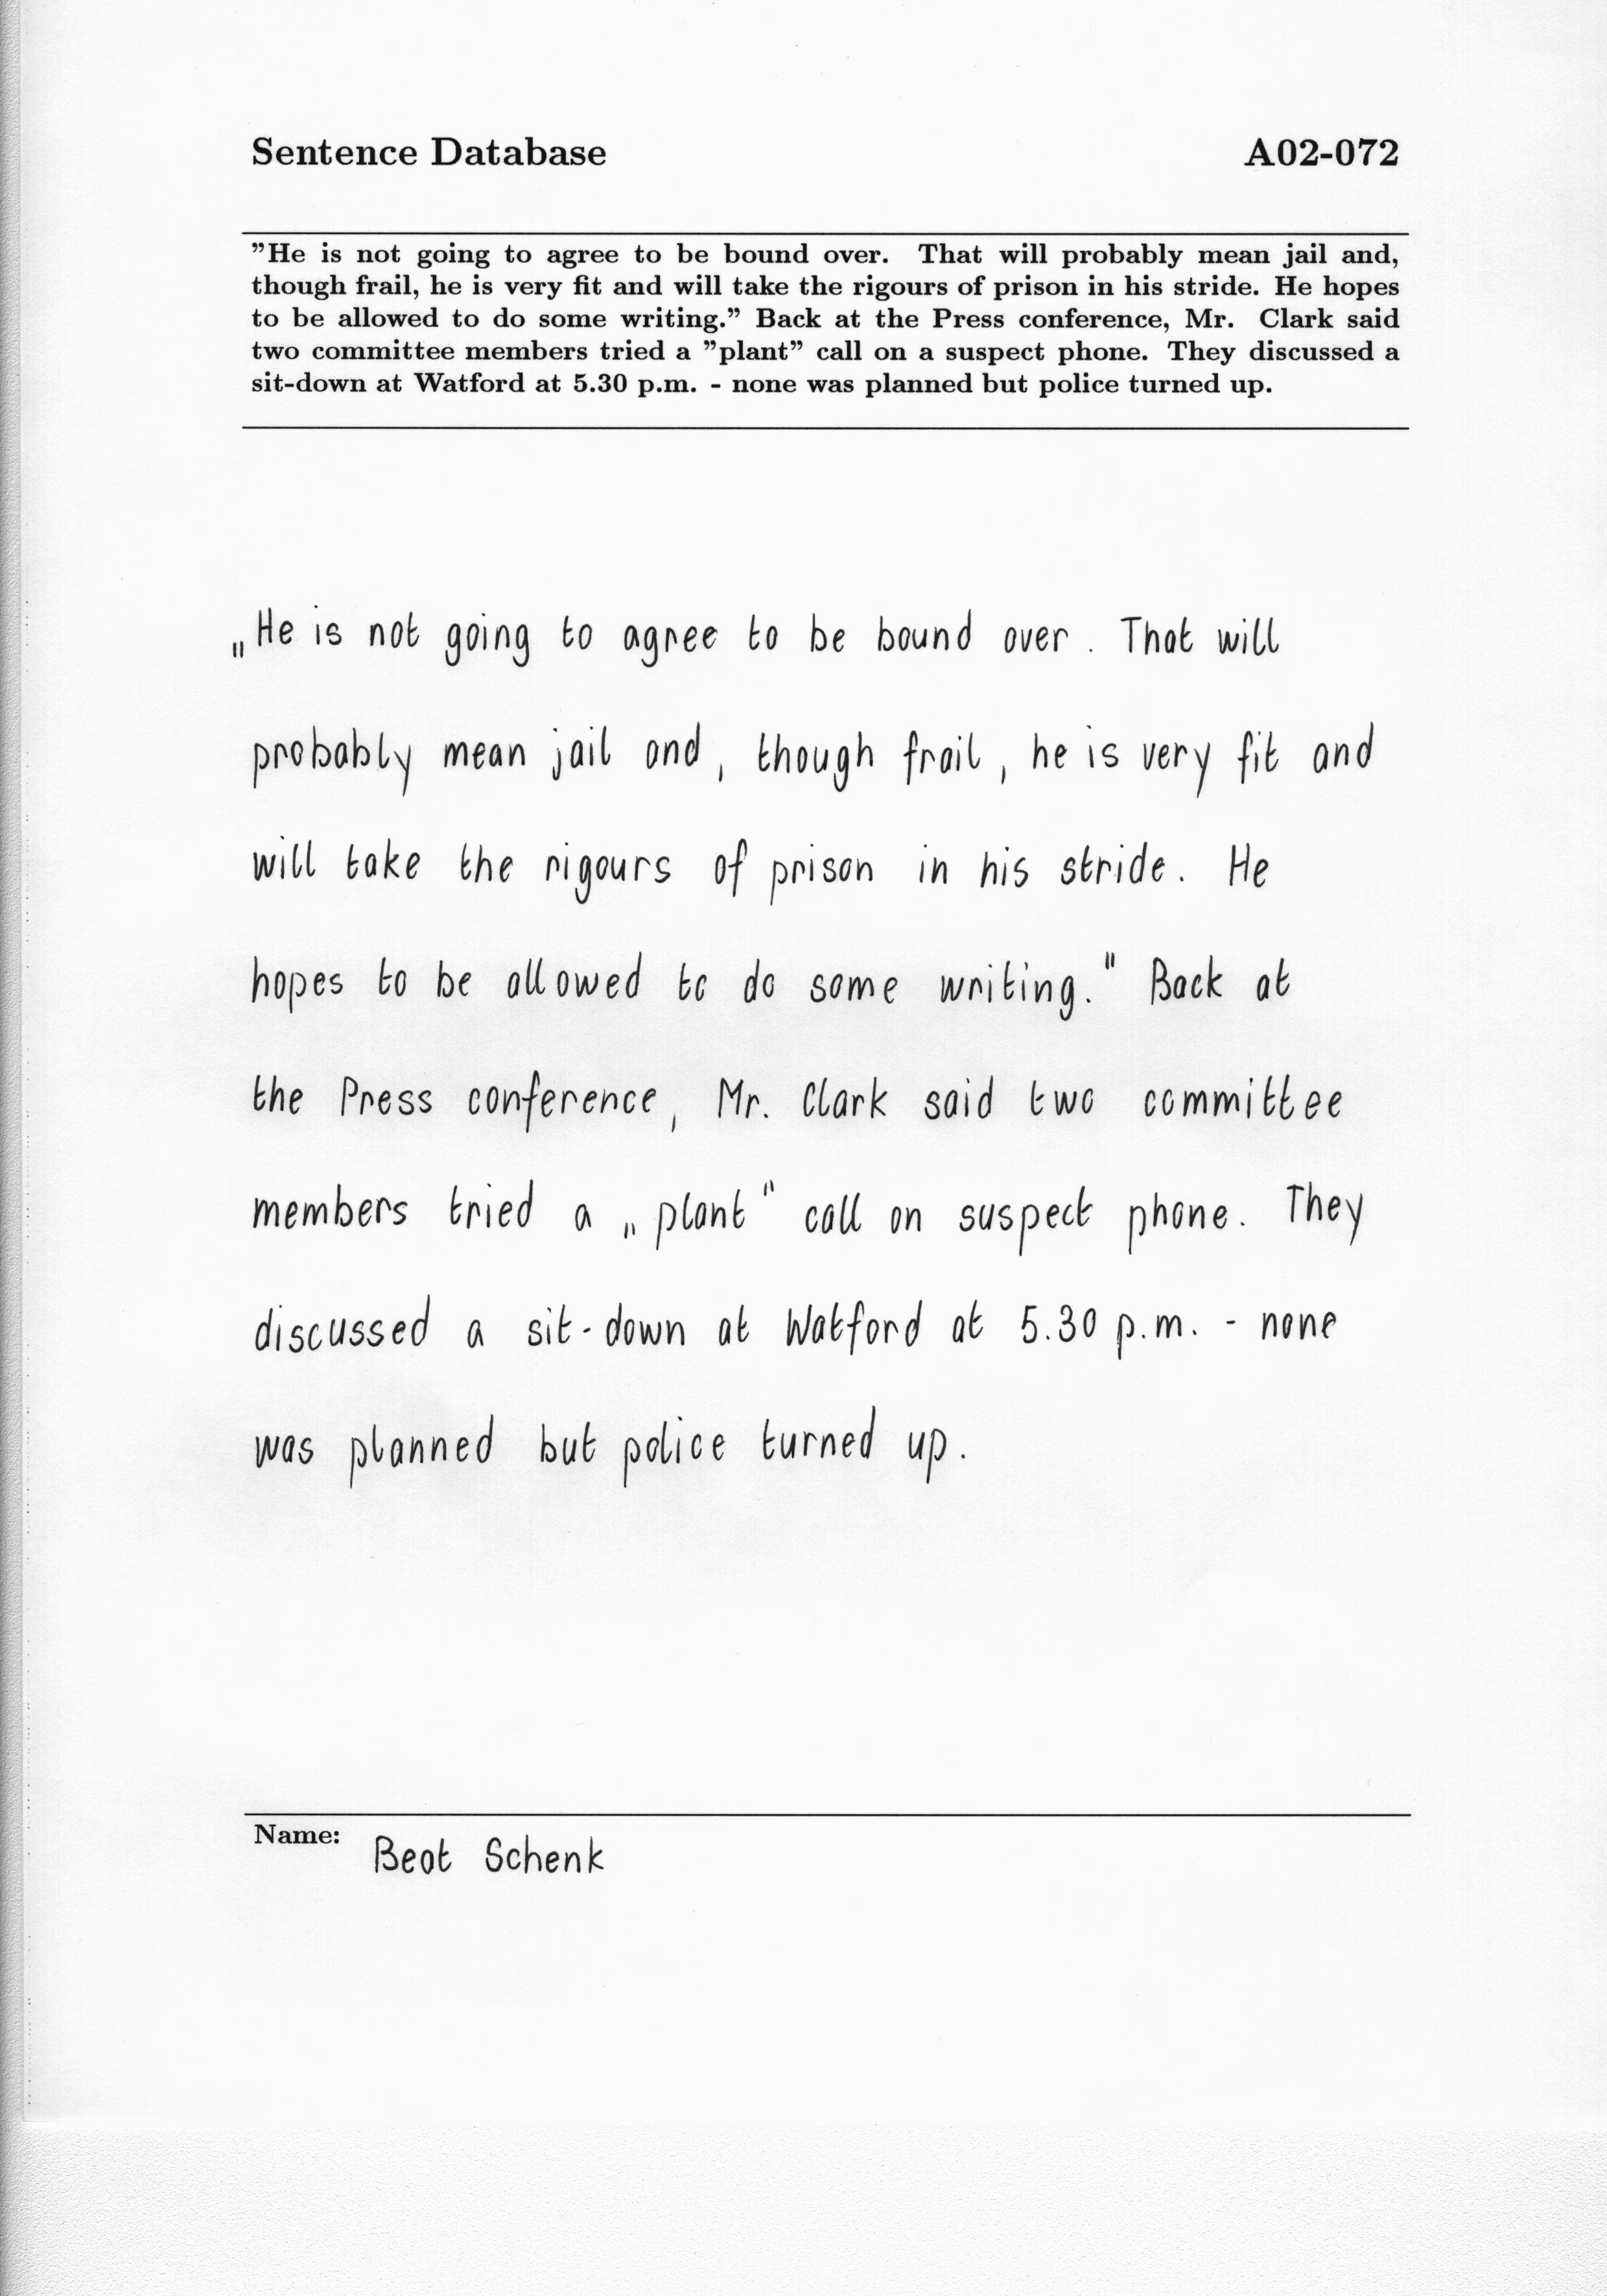 Sentence Database A02-072
"He is not going to agree to be bound over. That will probably mean jail and,
though frail, he is very fit and will take the rigours of prison in his stride. He hopes
to be allowed to do some writing." Back at the Press conference, Mr. Clark said
two committee members tried a "plant" call on a suspect phone. They discussed a
sit-down at Watford at 5.30 p.m. - none was planned but police turned up.
„He is not going to agree to be bound over. That will
probably mean jail and, though frail, he is very fit and
will take the rigours of prison in his stride. He
hopes to be allowed to do some writing." Back at
the Press conference, Mr. Clark said two committee
members tried a „plant" call on suspect phone. They
discussed a sit-down at Watford at 5.30 p.m. - none
was planned but police turned up.
Name: Beat Schenk